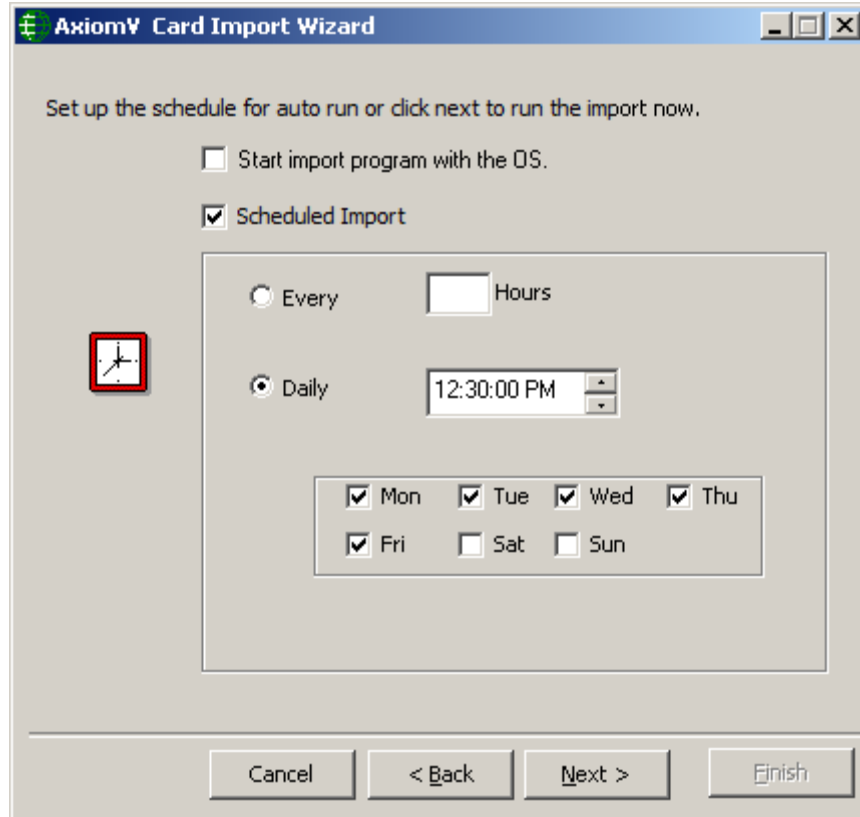 AxiomV Card Import Wizard
Set up the schedule for auto run or click next to run the import now.
Start import program with the OS.
Scheduled Import
Every Hours
Daily 12:30:00 PM
Mon Tue Wed Thu
Fri Sat Sun
Cancel < Back Next > Finish